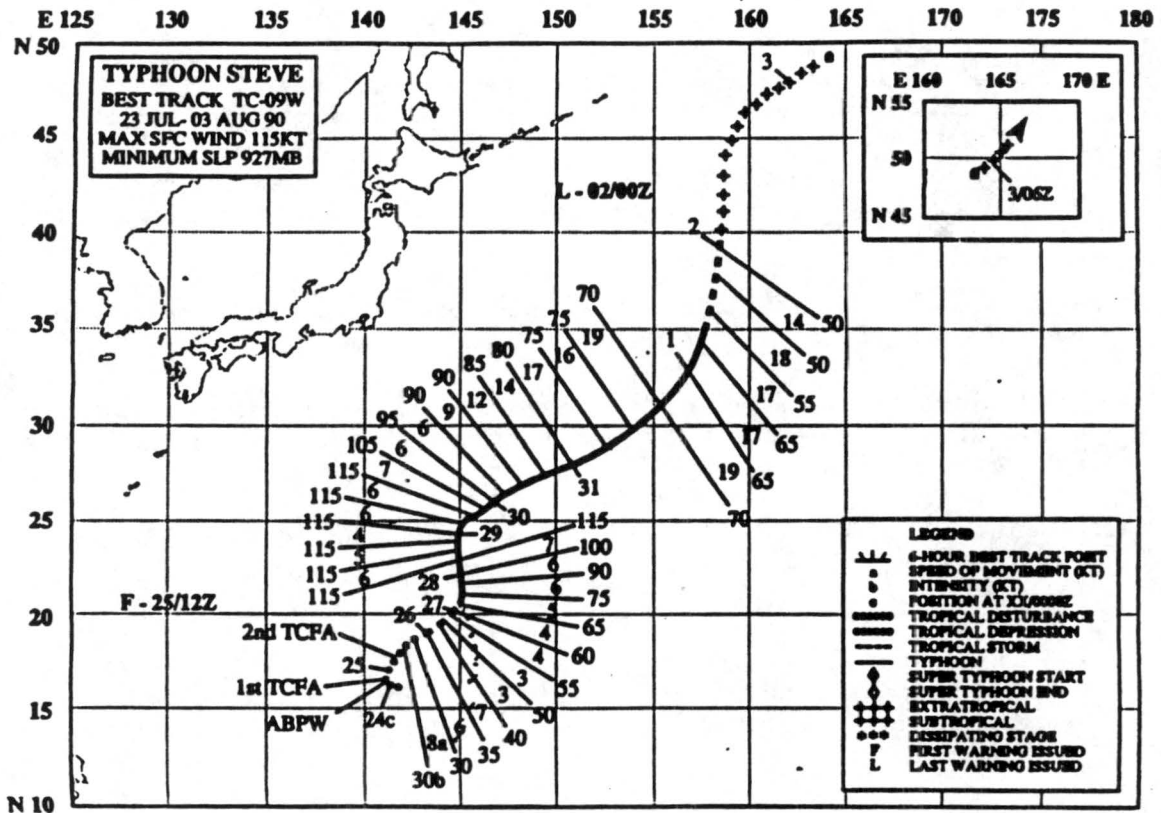 E 125 130 135 140 145 150 155 160 165 170 175 180
N 50
45
40
35
30
25
20
15
N 10
TYPHOON STEVE
BEST TRACK TC-09W
23 JUL- 03 AUG 90
MAX SFC WIND 115KT
MINIMUM SLP 927MB
E 160 165 170 E
N 55
50
N 45
3/06Z
3
L - 02/00Z
2
14 50
18 50
17 55
1
17 65
19 65
70
70
75 19
75 16
80 17
85 14
90 12
90 9
95 6
105 6
115 7
115 6
115 6
115 4
115 5
115 6
31
30
29
28
27
26
25
24c
115
7 100
6 90
75
65
4 60
4 55
3 50
3 40
7 35
6 30
8a 30b
F - 25/12Z
2nd TCFA
1st TCFA
ABPW
LEGEND
6-HOUR BEST TRACK POINT
a SPEED OF MOVEMENT (KT)
b INTENSITY (KT)
c POSITION AT XX/0000Z
TROPICAL DISTURBANCE
TROPICAL DEPRESSION
TROPICAL STORM
TYPHOON
SUPER TYPHOON START
SUPER TYPHOON END
EXTRATROPICAL
SUBTROPICAL
DISSIPATING STAGE
F FIRST WARNING ISSUED
L LAST WARNING ISSUED